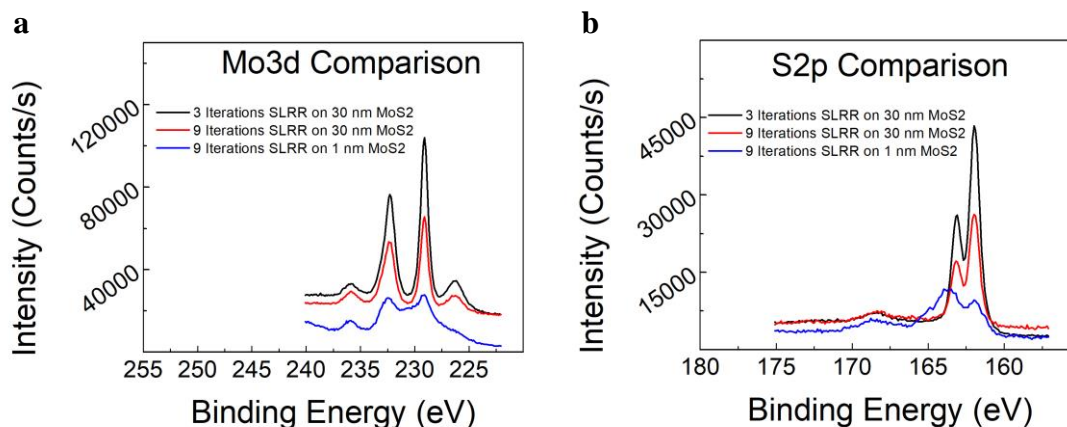 a
Mo3d Comparison
3 Iterations SLRR on 30 nm MoS2
9 Iterations SLRR on 30 nm MoS2
9 Iterations SLRR on 1 nm MoS2
Intensity (Counts/s)
120000
80000
40000
255 250 245 240 235 230 225
Binding Energy (eV)
b
S2p Comparison
3 Iterations SLRR on 30 nm MoS2
9 Iterations SLRR on 30 nm MoS2
9 Iterations SLRR on 1 nm MoS2
Intensity (Counts/s)
45000
30000
15000
180 175 170 165 160
Binding Energy (eV)